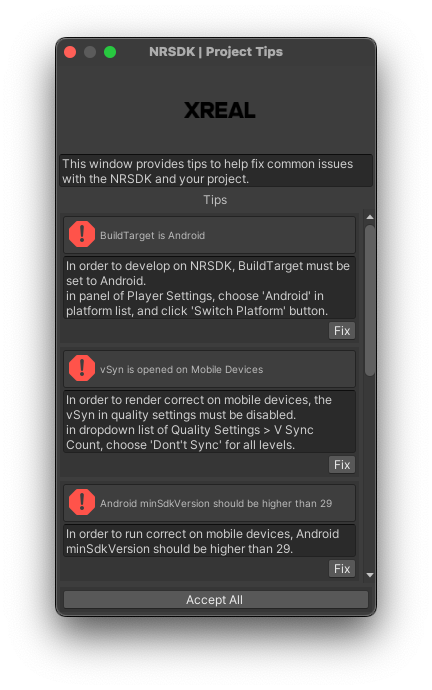 NRSDK | Project Tips
XREAL
This window provides tips to help fix common issues
with the NRSDK and your project.
Tips
BuildTarget is Android
In order to develop on NRSDK, BuildTarget must be
set to Android.
in panel of Player Settings, choose 'Android' in
platform list, and click 'Switch Platform' button.
Fix
vSyn is opened on Mobile Devices
In order to render correct on mobile devices, the
vSyn in quality settings must be disabled.
in dropdown list of Quality Settings > V Sync
Count, choose 'Dont't Sync' for all levels.
Fix
Android minSdkVersion should be higher than 29
In order to run correct on mobile devices, Android
minSdkVersion should be higher than 29.
Fix
Accept All